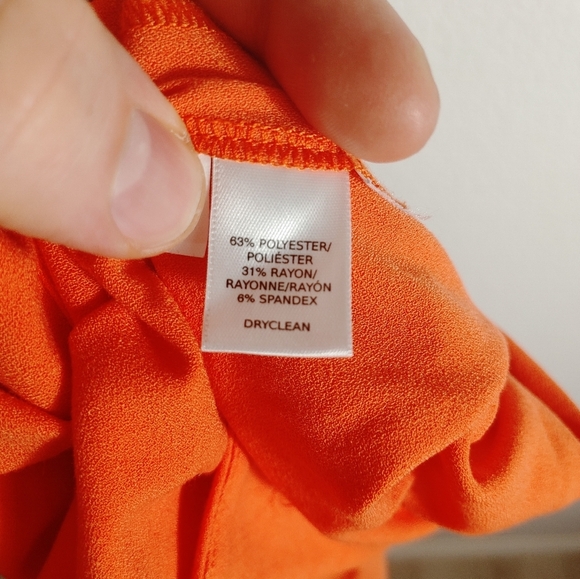 63% POLYESTER/
POLIÉSTER
31% RAYON/
RAYONNE/RAYÓN
6% SPANDEX
DRYCLEAN